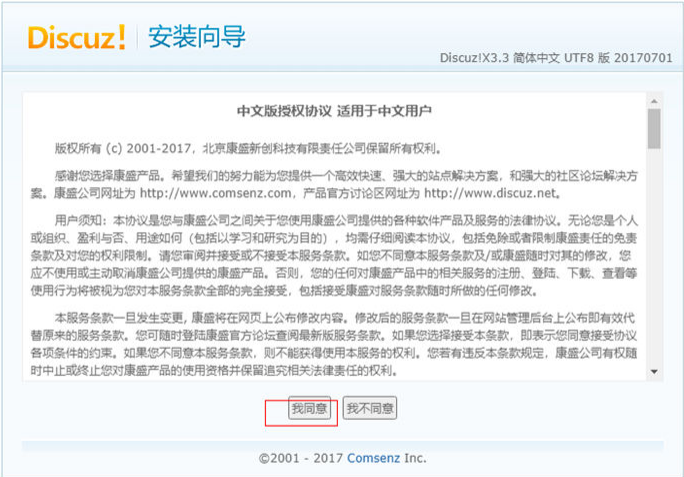 Discuz! 安装向导
Discuz!X3.3 简体中文 UTF8 版 20170701
中文版授权协议 适用于中文用户
版权所有 (c) 2001-2017，北京康盛新创科技有限责任公司保留所有权利。
感谢您选择康盛产品。希望我们的努力能为您提供一个高效快速、强大的站点解决方案，和强大的社区论坛解决方
案。康盛公司网址为 http://www.comsenz.com，产品官方讨论区网址为 http://www.discuz.net。
用户须知：本协议是您与康盛公司之间关于您使用康盛公司提供的各种软件产品及服务的法律协议。无论您是个人
或组织、盈利与否、用途如何（包括以学习和研究为目的），均需仔细阅读本协议，包括免除或者限制康盛责任的免责
条款及对您的权利限制。请您审阅并接受或不接受本服务条款。如您不同意本服务条款及/或康盛随时对其的修改，您
应不使用或主动取消康盛公司提供的康盛产品。否则，您的任何对康盛产品中的相关服务的注册、登陆、下载、查看等
使用行为将被视为您对本服务条款全部的完全接受，包括接受康盛对服务条款随时所做的任何修改。
本服务条款一旦发生变更, 康盛将在网页上公布修改内容。修改后的服务条款一旦在网站管理后台上公布即有效代
替原来的服务条款。您可随时登陆康盛官方论坛查阅最新版服务条款。如果您选择接受本条款，即表示您同意接受协议
各项条件的约束。如果您不同意本服务条款，则不能获得使用本服务的权利。您若有违反本条款规定，康盛公司有权随
时中止或终止您对康盛产品的使用资格并保留追究相关法律责任的权利。
我同意 我不同意
©2001 - 2017 Comsenz Inc.